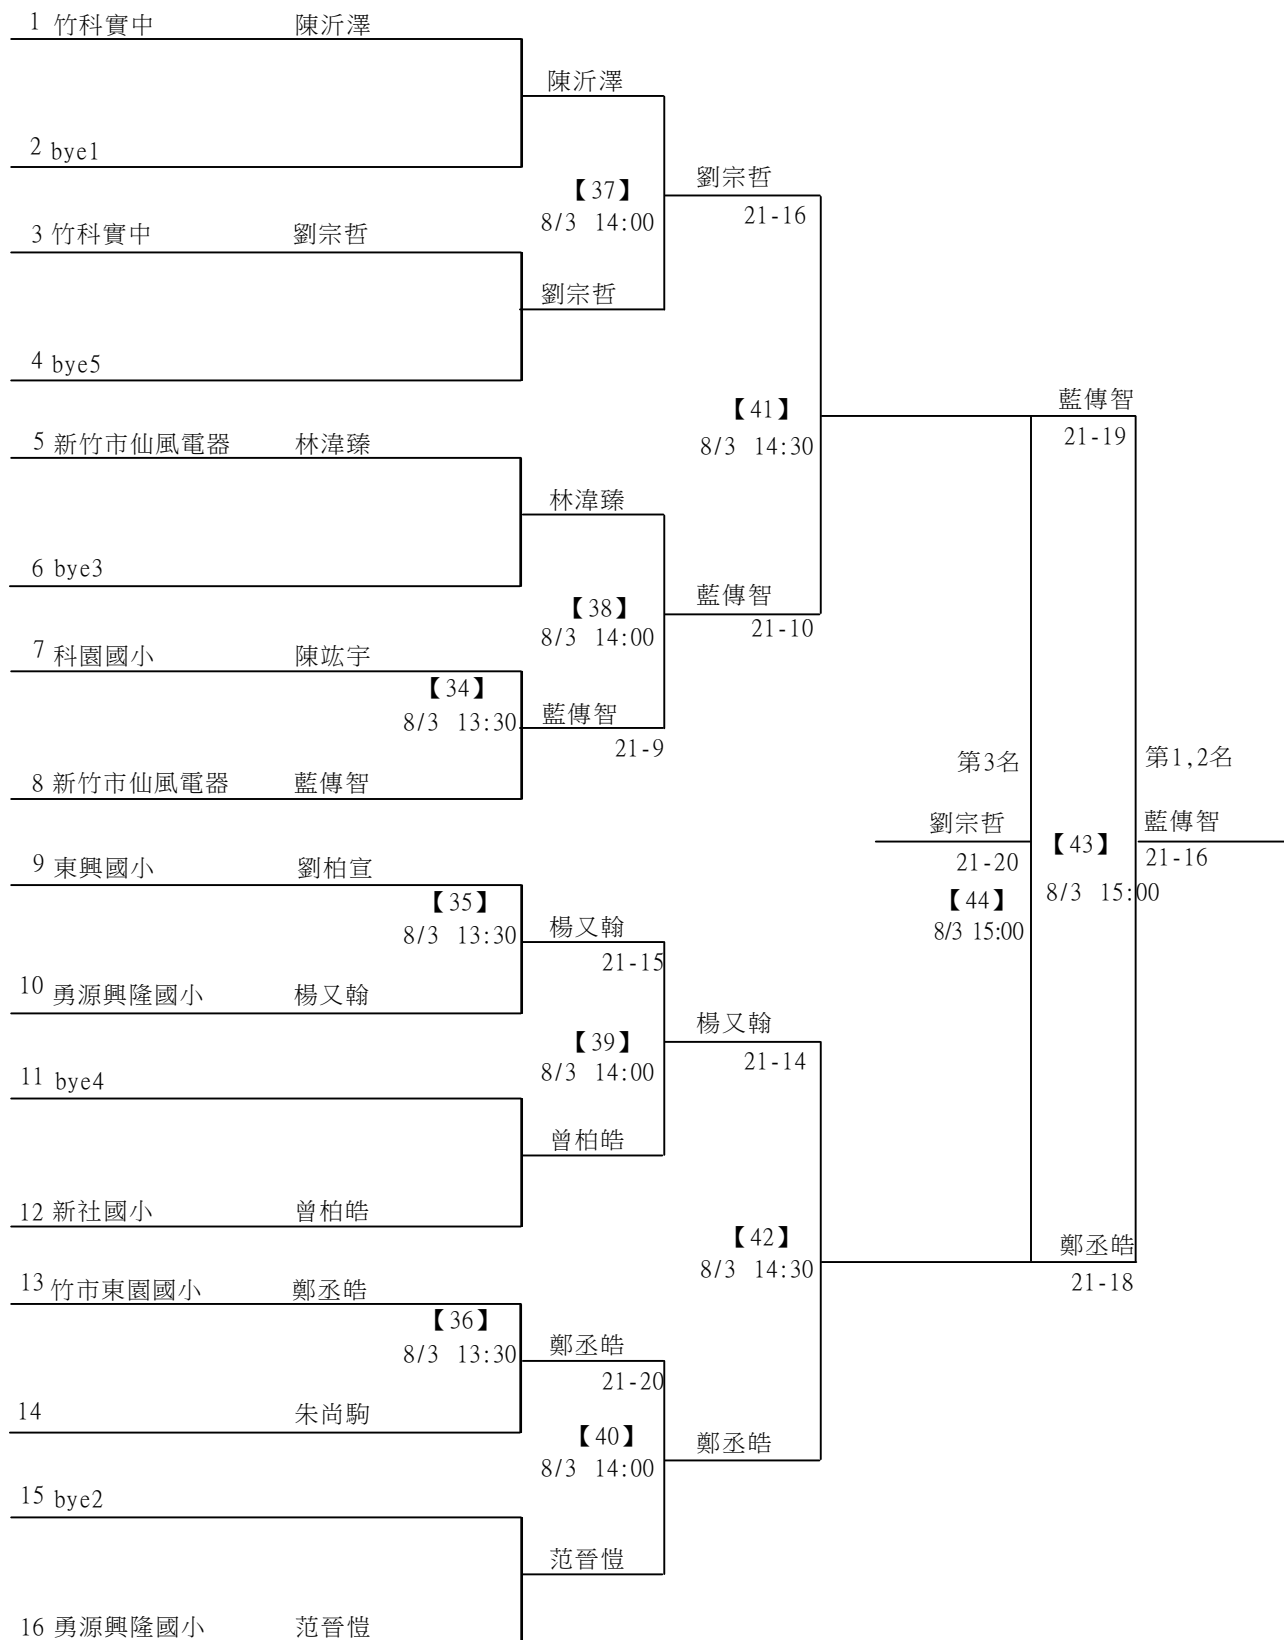 1 竹科實中 陳沂澤
陳沂澤
2 bye1
【37】
8/3 14:00
劉宗哲
21-16
3 竹科實中 劉宗哲
劉宗哲
4 bye5
【41】
8/3 14:30
藍傳智
21-19
5 新竹市仙風電器 林湋臻
林湋臻
6 bye3
【38】
8/3 14:00
藍傳智
21-10
7 科園國小 陳竑宇
【34】
8/3 13:30
藍傳智
21-9
8 新竹市仙風電器 藍傳智
第3名
第1,2名
劉宗哲
21-20
【44】
8/3 15:00
【43】
8/3 15:00
藍傳智
21-16
9 東興國小 劉柏宣
【35】
8/3 13:30
楊又翰
21-15
10 勇源興隆國小 楊又翰
【39】
8/3 14:00
楊又翰
21-14
11 bye4
曾柏皓
12 新社國小 曾柏皓
【42】
8/3 14:30
鄭丞皓
21-18
13 竹市東園國小 鄭丞皓
【36】
8/3 13:30
鄭丞皓
21-20
14 朱尚駒
【40】
8/3 14:00
鄭丞皓
15 bye2
范晉愷
16 勇源興隆國小 范晉愷